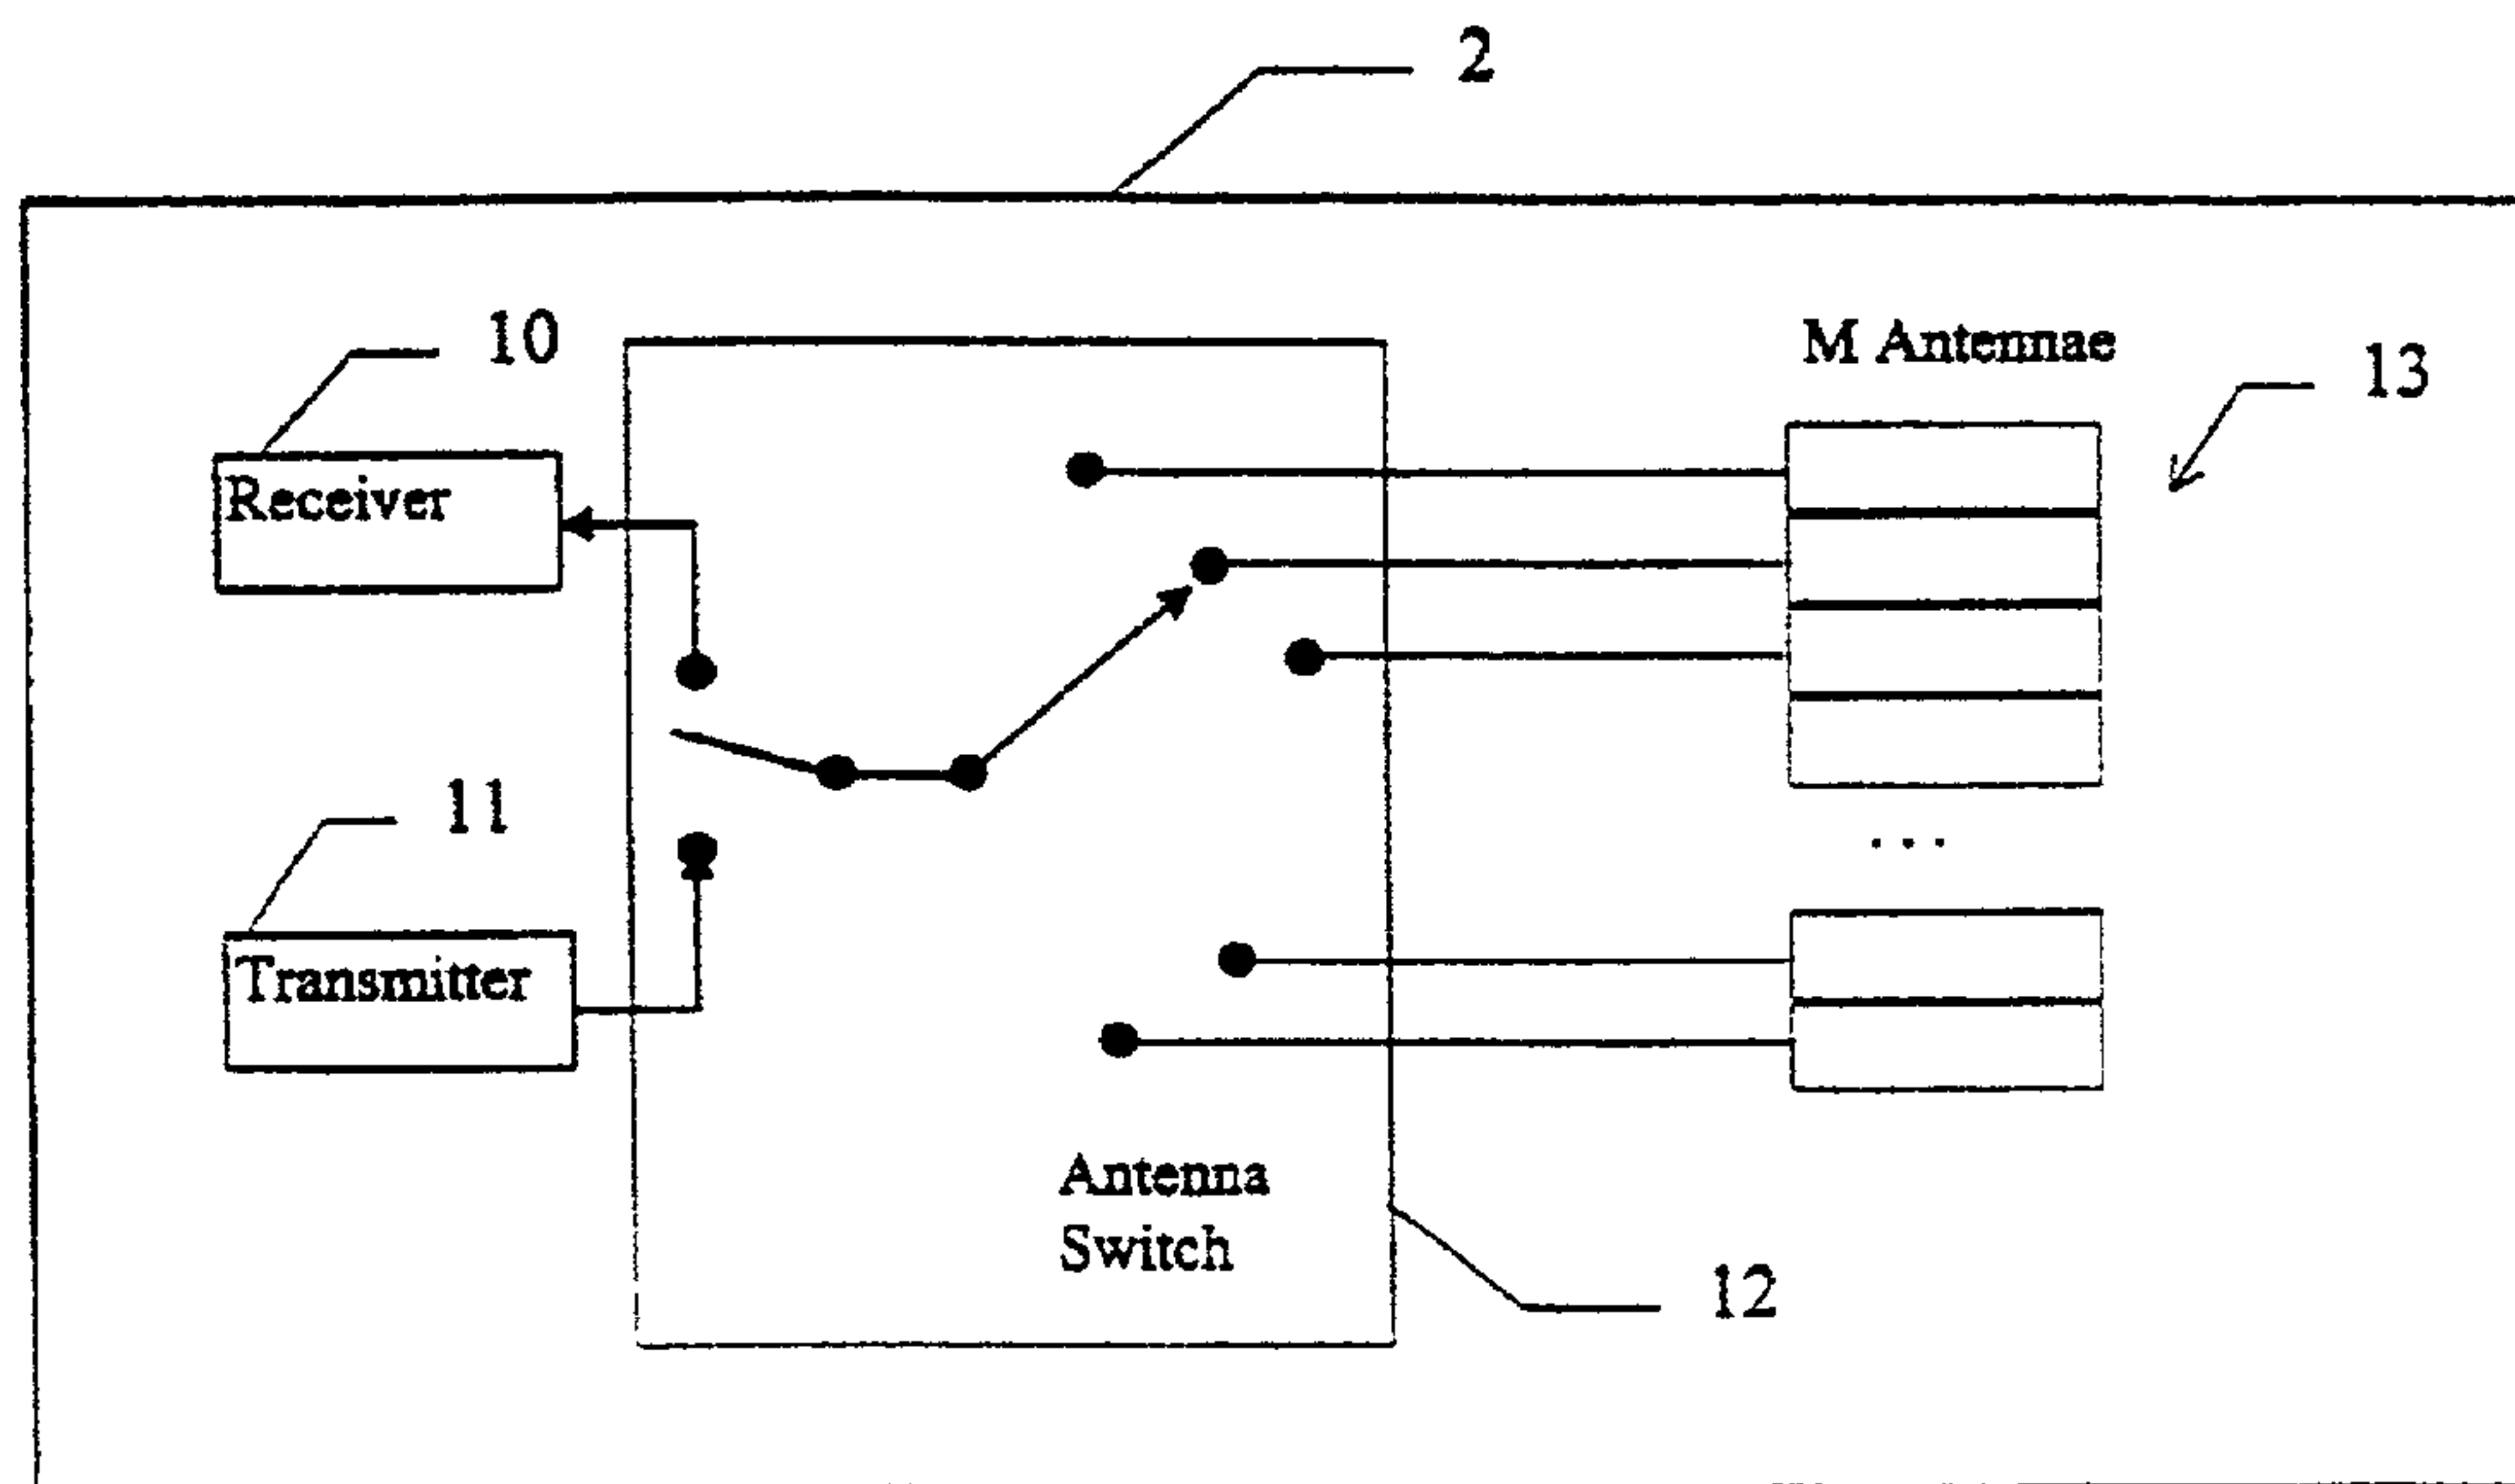 2
10
M Antennae
13
Receiver
11
...
Transmitter
Antenna
Switch
12